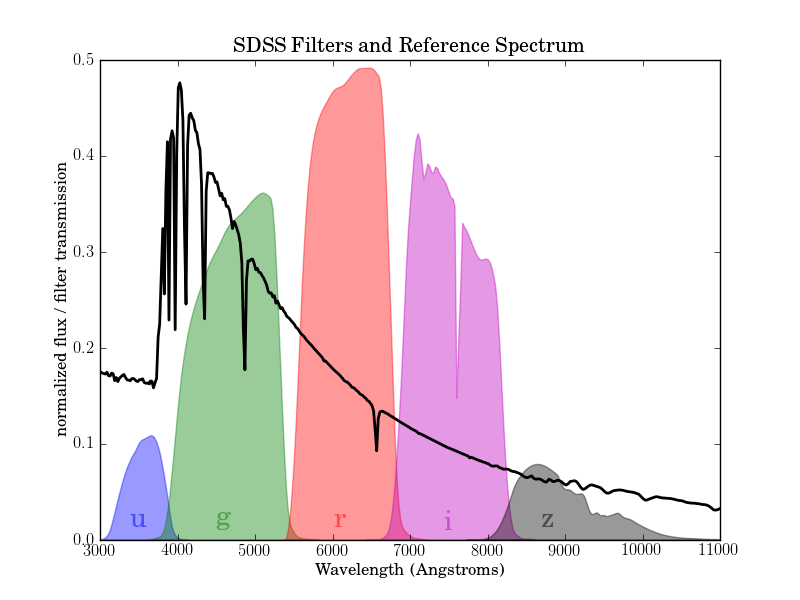 SDSS Filters and Reference Spectrum
normalized flux / filter transmission
0.5
0.4
0.3
0.2
0.1
0.0
u g r i z
3000 4000 5000 6000 7000 8000 9000 10000 11000
Wavelength (Angstroms)